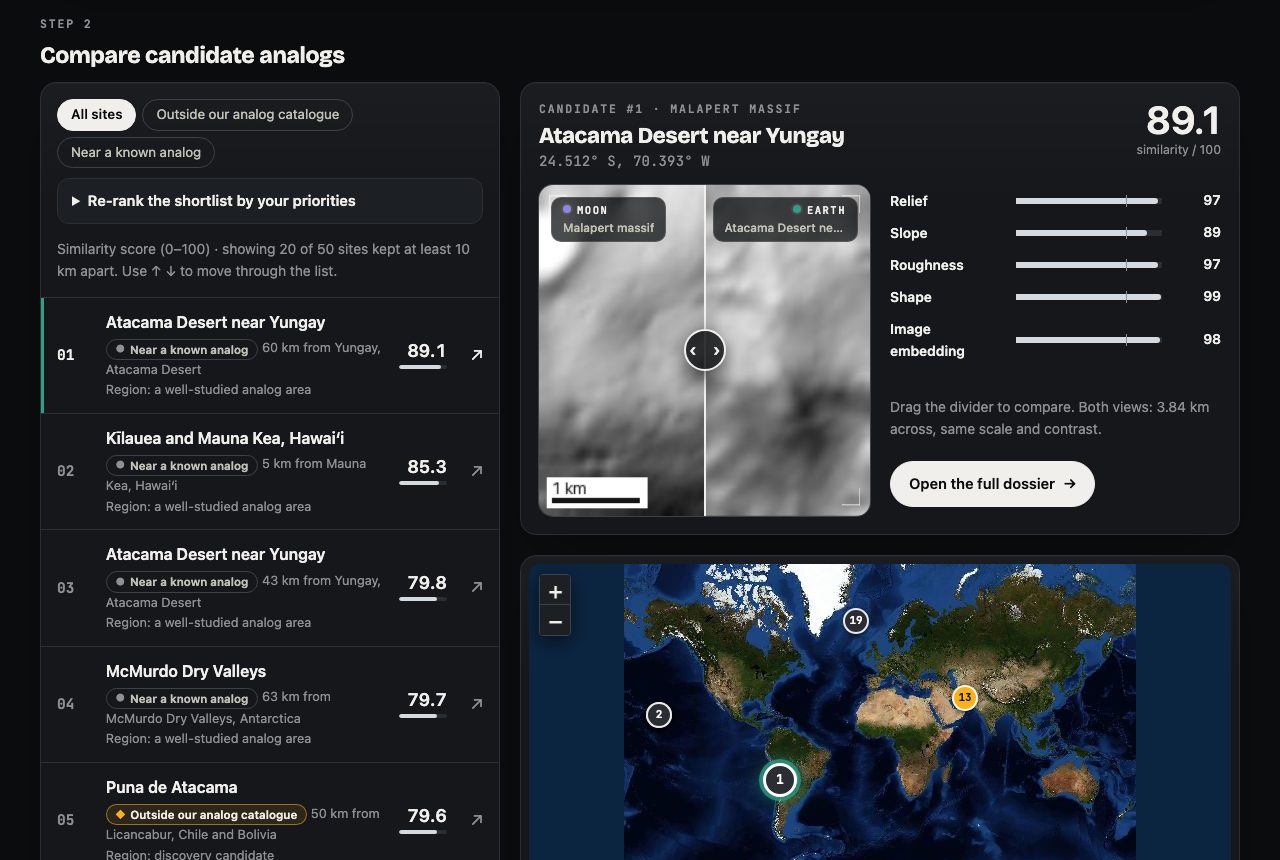 STEP 2
Compare candidate analogs
All sites
Outside our analog catalogue
Near a known analog
Re-rank the shortlist by your priorities
Similarity score (0–100) · showing 20 of 50 sites kept at least 10
km apart. Use ↑ ↓ to move through the list.
01
Atacama Desert near Yungay
Near a known analog 60 km from Yungay,
Atacama Desert
Region: a well-studied analog area
89.1
02
Kīlauea and Mauna Kea, Hawaiʻi
Near a known analog 5 km from Mauna
Kea, Hawaiʻi
Region: a well-studied analog area
85.3
03
Atacama Desert near Yungay
Near a known analog 43 km from Yungay,
Atacama Desert
Region: a well-studied analog area
79.8
04
McMurdo Dry Valleys
Near a known analog 63 km from
McMurdo Dry Valleys, Antarctica
Region: a well-studied analog area
79.7
05
Puna de Atacama
Outside our analog catalogue 50 km from
Licancabur, Chile and Bolivia
Region: discovery candidate
79.6
CANDIDATE #1 · MALAPERT MASSIF
Atacama Desert near Yungay
24.512° S, 70.393° W
89.1
similarity / 100
MOON
Malapert massif
EARTH
Atacama Desert ne…
1 km
Relief 97
Slope 89
Roughness 97
Shape 99
Image
embedding 98
Drag the divider to compare. Both views: 3.84 km
across, same scale and contrast.
Open the full dossier →
+
−
19
13
2
1